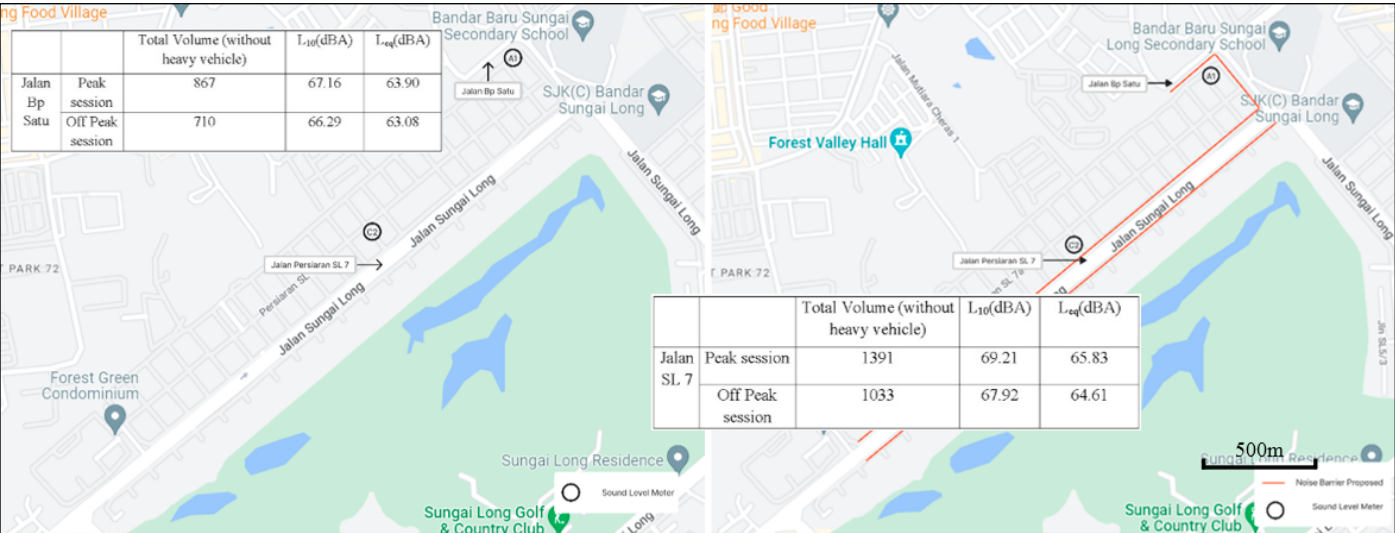 ng Food Village
Bandar Baru Sungai
Secondary School
Total Volume (without
heavy vehicle)
L10(dBA)
Leq(dBA)
Jalan
Bp
Satu
Peak
session
867
67.16
63.90
Off Peak
session
710
66.29
63.08
A1
Jalan Bp Satu
SJK(C) Bandar
Sungai Long
Jalan Sungai Long
Jalan Sungai Long
C2
Jalan Persiaran SL 7
T PARK 72
Persiaran SL
Jalan Sungai Long
Forest Green
Condominium
Sungai Long Residence
Sound Level Meter
Sungai Long Golf
& Country Club
Long
ng Food Village
Bandar Baru Sungai
Long Secondary School
Jalan Mutiara Cheras 1
Jalan Bp Satu
A1
SJK(C) Bandar
Sungai Long
Forest Valley Hall
Jalan Sungai Long
Jalan Sungai Long
C2
Jalan Persiaran SL 7
T PARK 72
n SL 7a
Total Volume (without
heavy vehicle)
L10(dBA)
Leq(dBA)
Jalan
SL 7
Peak session
1391
69.21
65.83
Off Peak
session
1033
67.92
64.61
Jln SL5/3
500m
Sungai Long Residence
Noise Barrier Proposed
Sound Level Meter
Sungai Long Golf
& Country Club